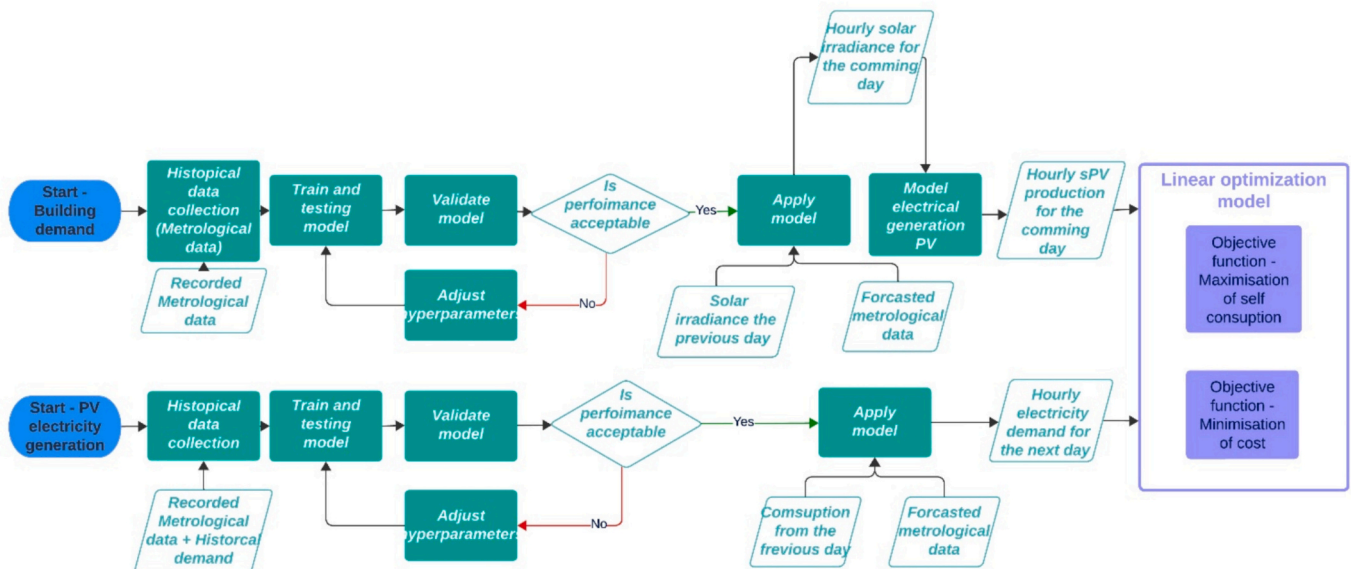 Hourly solar
irradiance for
the comming
day
Start -
Building
demand
Histopical
data
collection
(Metrological
data)
Train and
testing
model
Validate
model
Is
perfoimance
acceptable
Yes
Apply
model
Model
electrical
generation
PV
Hourly sPV
production
for the
comming
day
Linear optimization
model
Objective
function -
Maximisation
of self
consuption
Recorded
Metrological
data
Adjust
hyperparameters
No
Solar
irradiance the
previous day
Forcasted
metrological
data
Start - PV
electricity
generation
Histopical
data
collection
Train and
testing
model
Validate
model
Is
perfoimance
acceptable
Yes
Apply
model
Hourly
electricity
demand for
the next day
Objective
function -
Minimisation
of cost
Recorded
Metrological
data + Historcal
demand
Adjust
hyperparameters
No
Comsuption
from the
frevious day
Forcasted
metrological
data